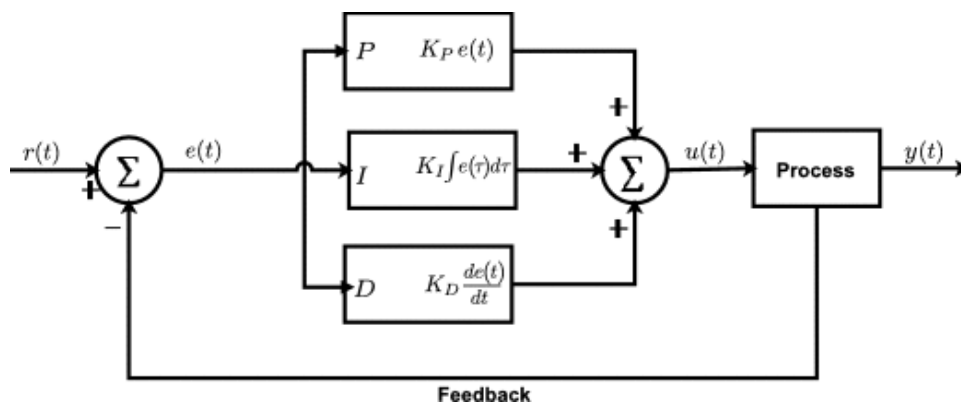 P K_P e(t)
+
r(t) Σ e(t) I K_I ∫ e(τ)dτ + Σ u(t) Process y(t)
+
−
+
D K_D de(t)/dt
Feedback